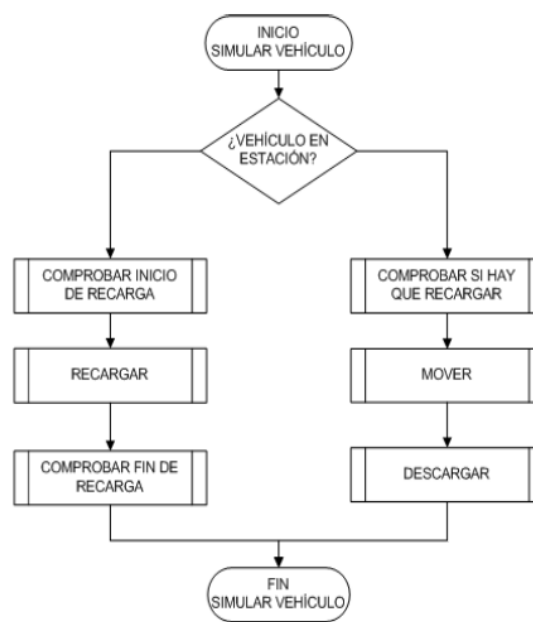 INICIO
SIMULAR VEHÍCULO
¿VEHÍCULO EN
ESTACIÓN?
COMPROBAR INICIO
DE RECARGA
COMPROBAR SI HAY
QUE RECARGAR
RECARGAR
MOVER
COMPROBAR FIN DE
RECARGA
DESCARGAR
FIN
SIMULAR VEHÍCULO